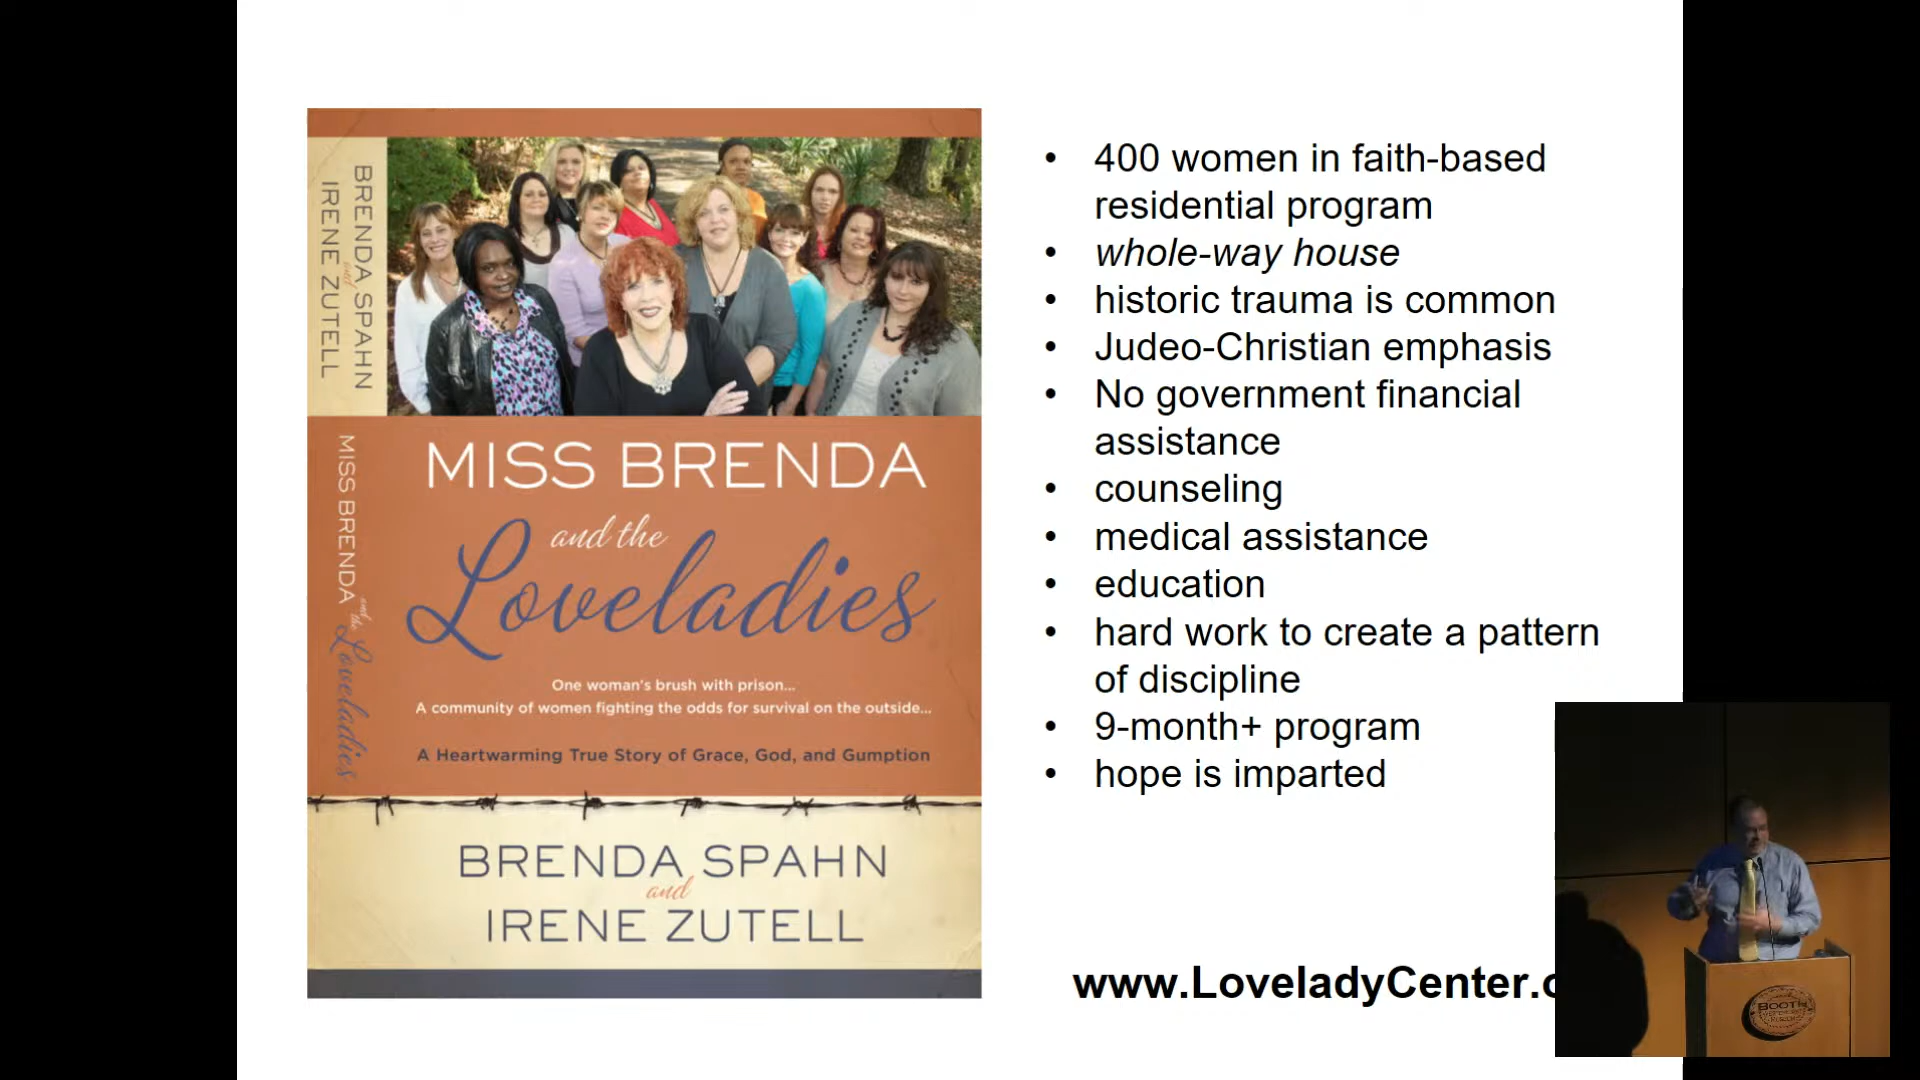 BRENDA SPAHN
and
IRENE ZUTELL
MISS BRENDA
and the
Loveladies
MISS BRENDA
and the
Loveladies
One woman's brush with prison...
A community of women fighting the odds for survival on the outside...
A Heartwarming True Story of Grace, God, and Gumption
BRENDA SPAHN
and
IRENE ZUTELL
• 400 women in faith-based
residential program
• whole-way house
• historic trauma is common
• Judeo-Christian emphasis
• No government financial
assistance
• counseling
• medical assistance
• education
• hard work to create a pattern
of discipline
• 9-month+ program
• hope is imparted
www.LoveladyCenter.
BOOTH